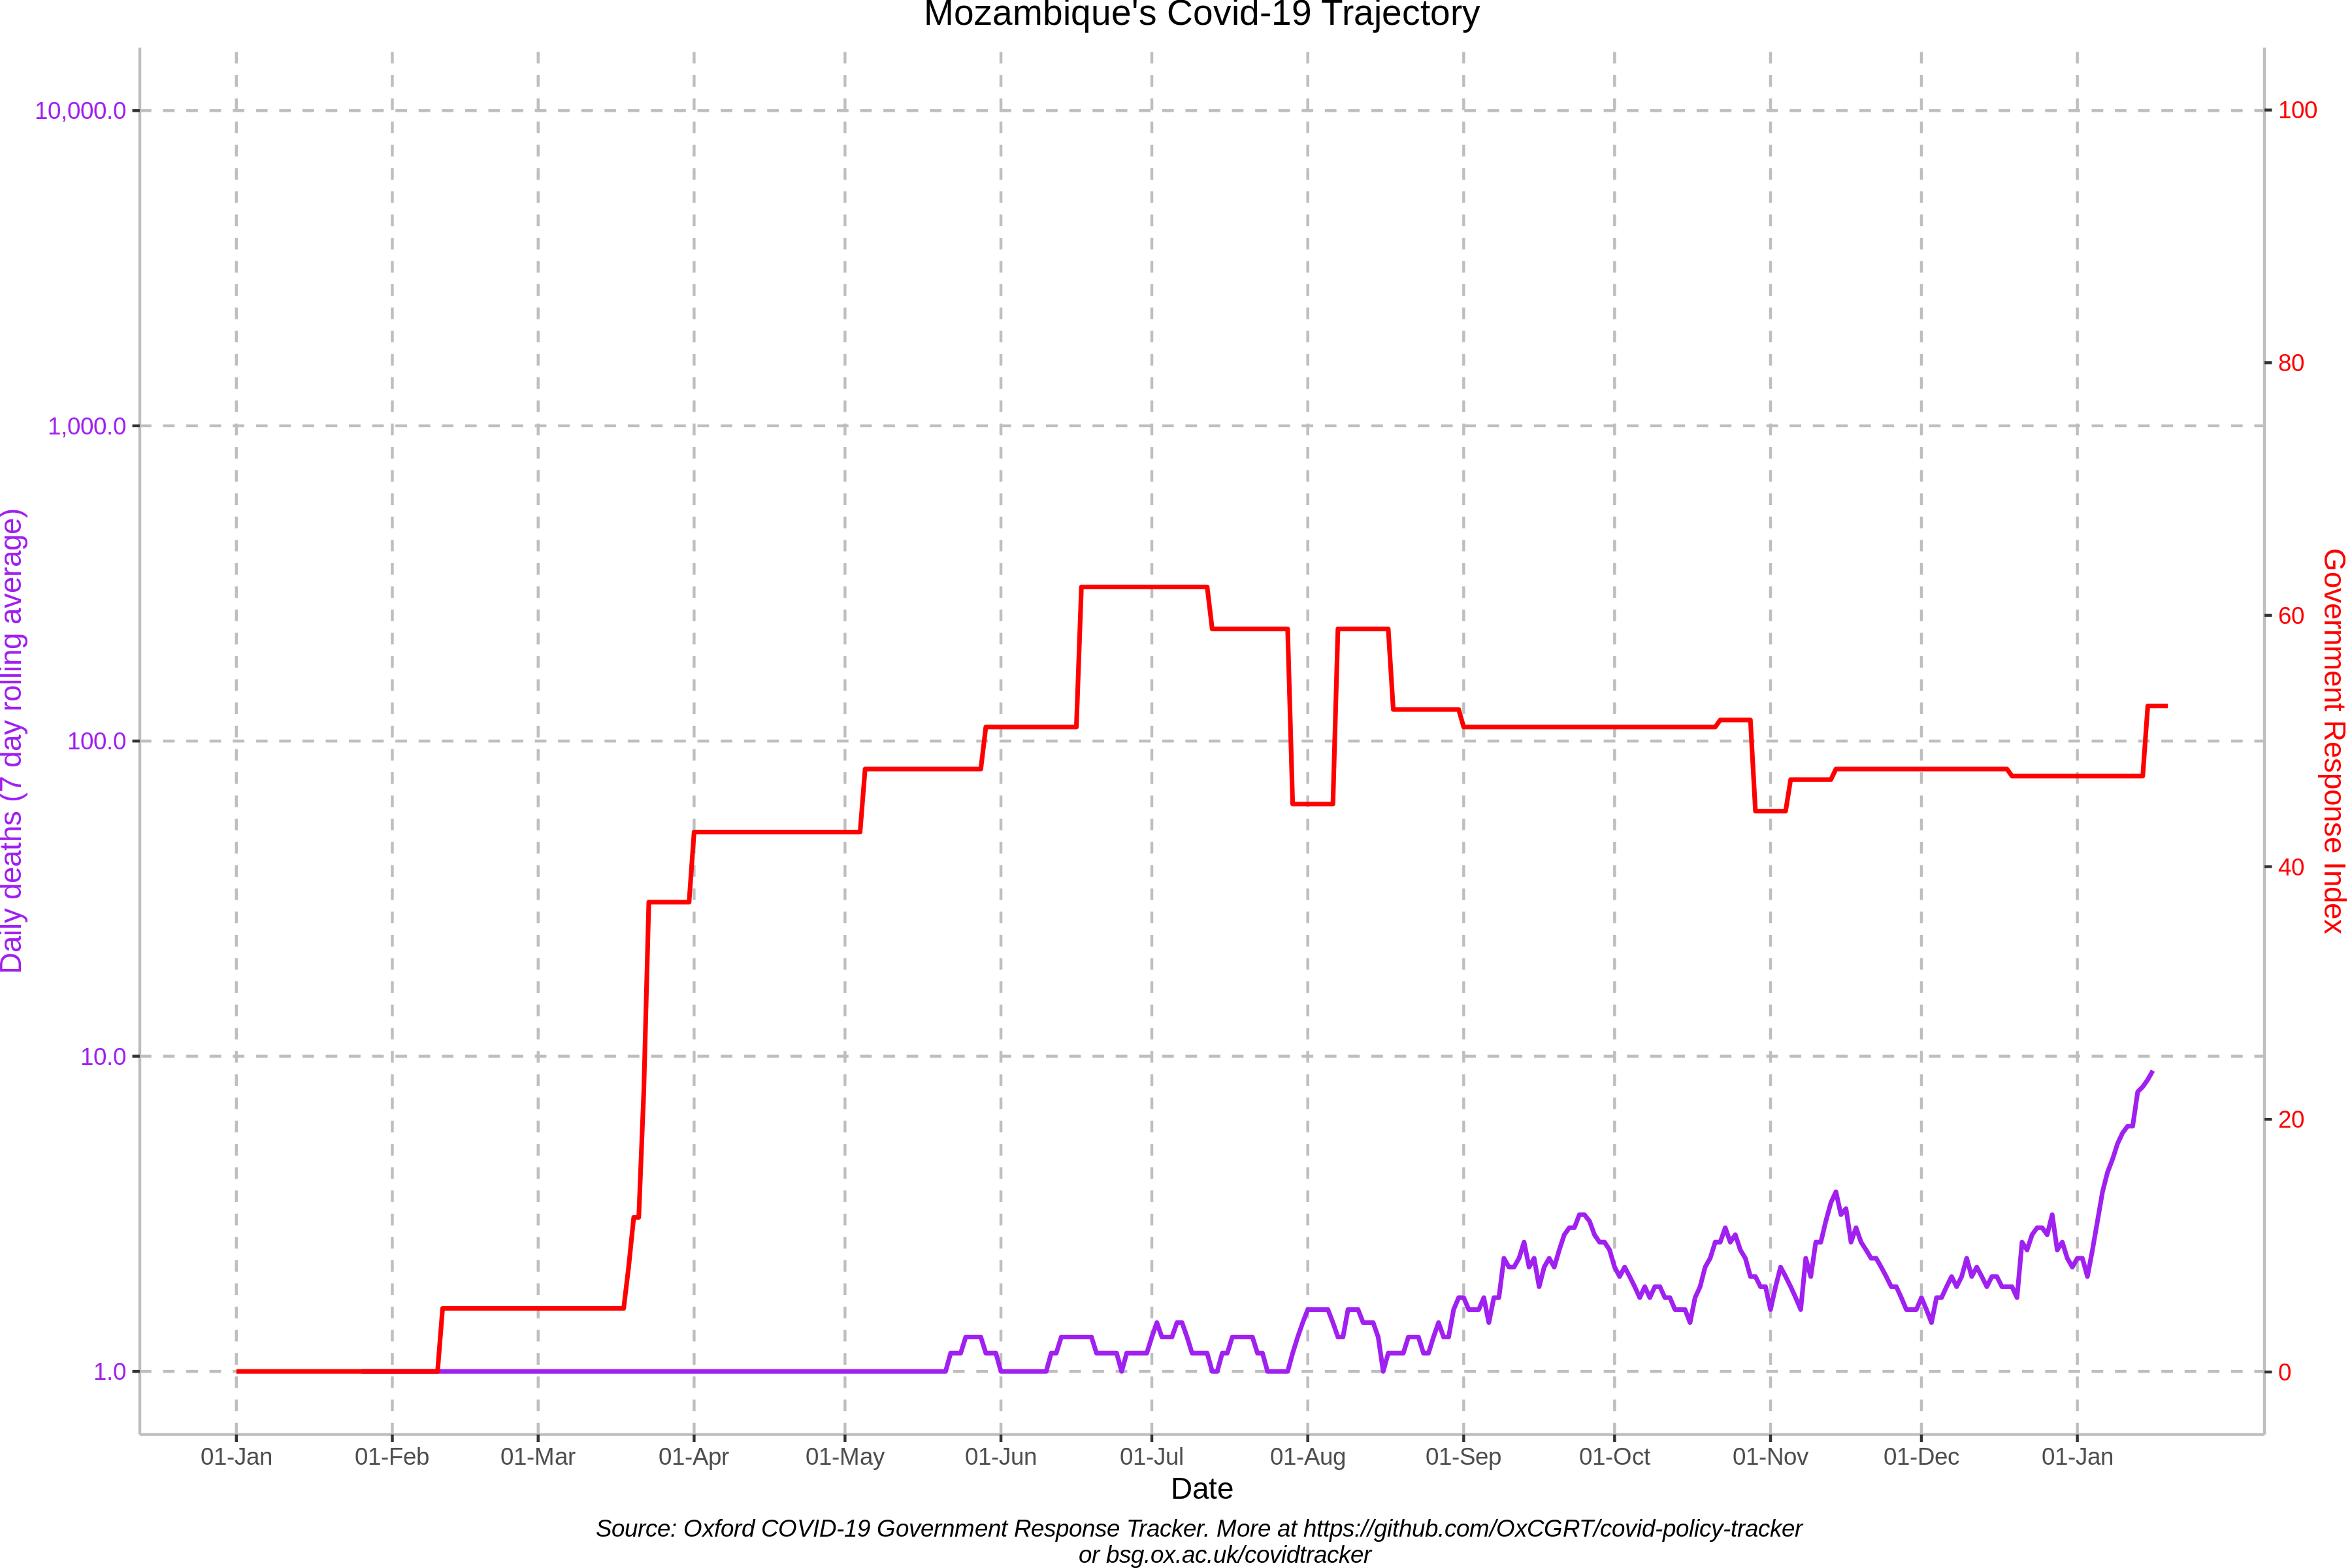 Mozambique's Covid-19 Trajectory
10,000.0
1,000.0
100.0
10.0
1.0
Daily deaths (7 day rolling average)
100
80
60
40
20
0
Government Response Index
01-Jan 01-Feb 01-Mar 01-Apr 01-May 01-Jun 01-Jul 01-Aug 01-Sep 01-Oct 01-Nov 01-Dec 01-Jan
Date
Source: Oxford COVID-19 Government Response Tracker. More at https://github.com/OxCGRT/covid-policy-tracker
or bsg.ox.ac.uk/covidtracker